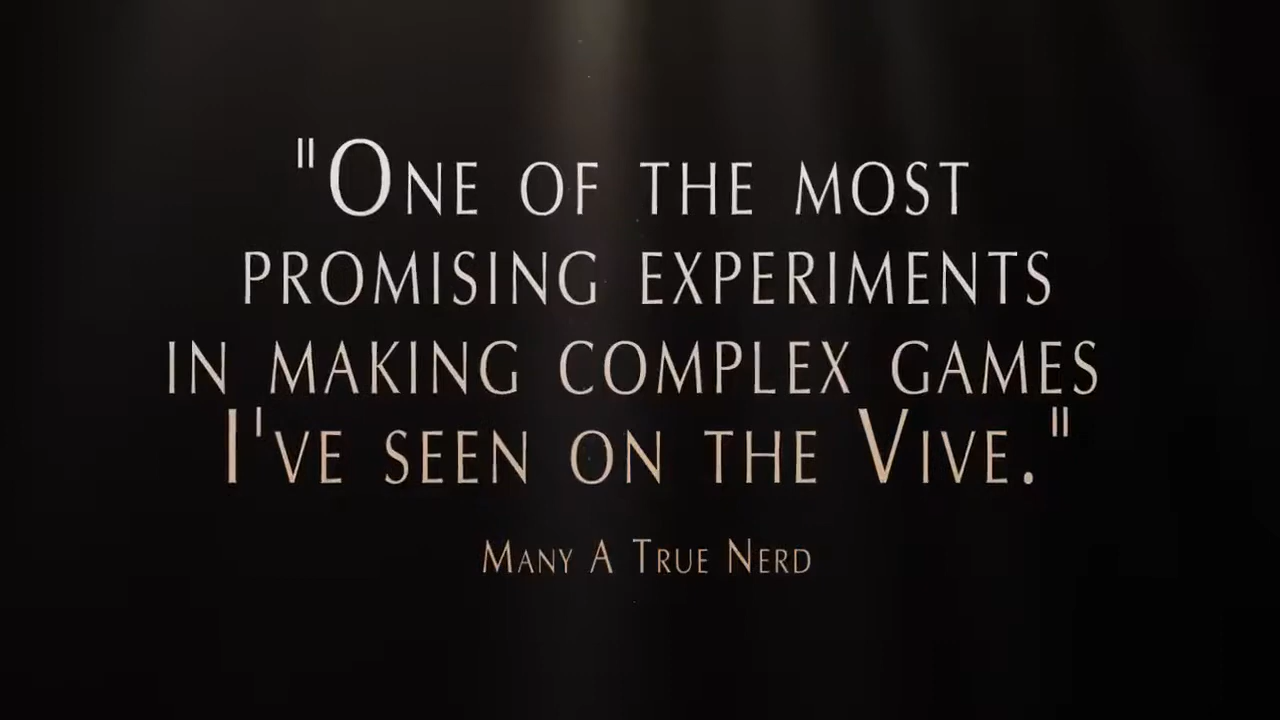 "One of the most
promising experiments
in making complex games
I've seen on the Vive."
Many A True Nerd